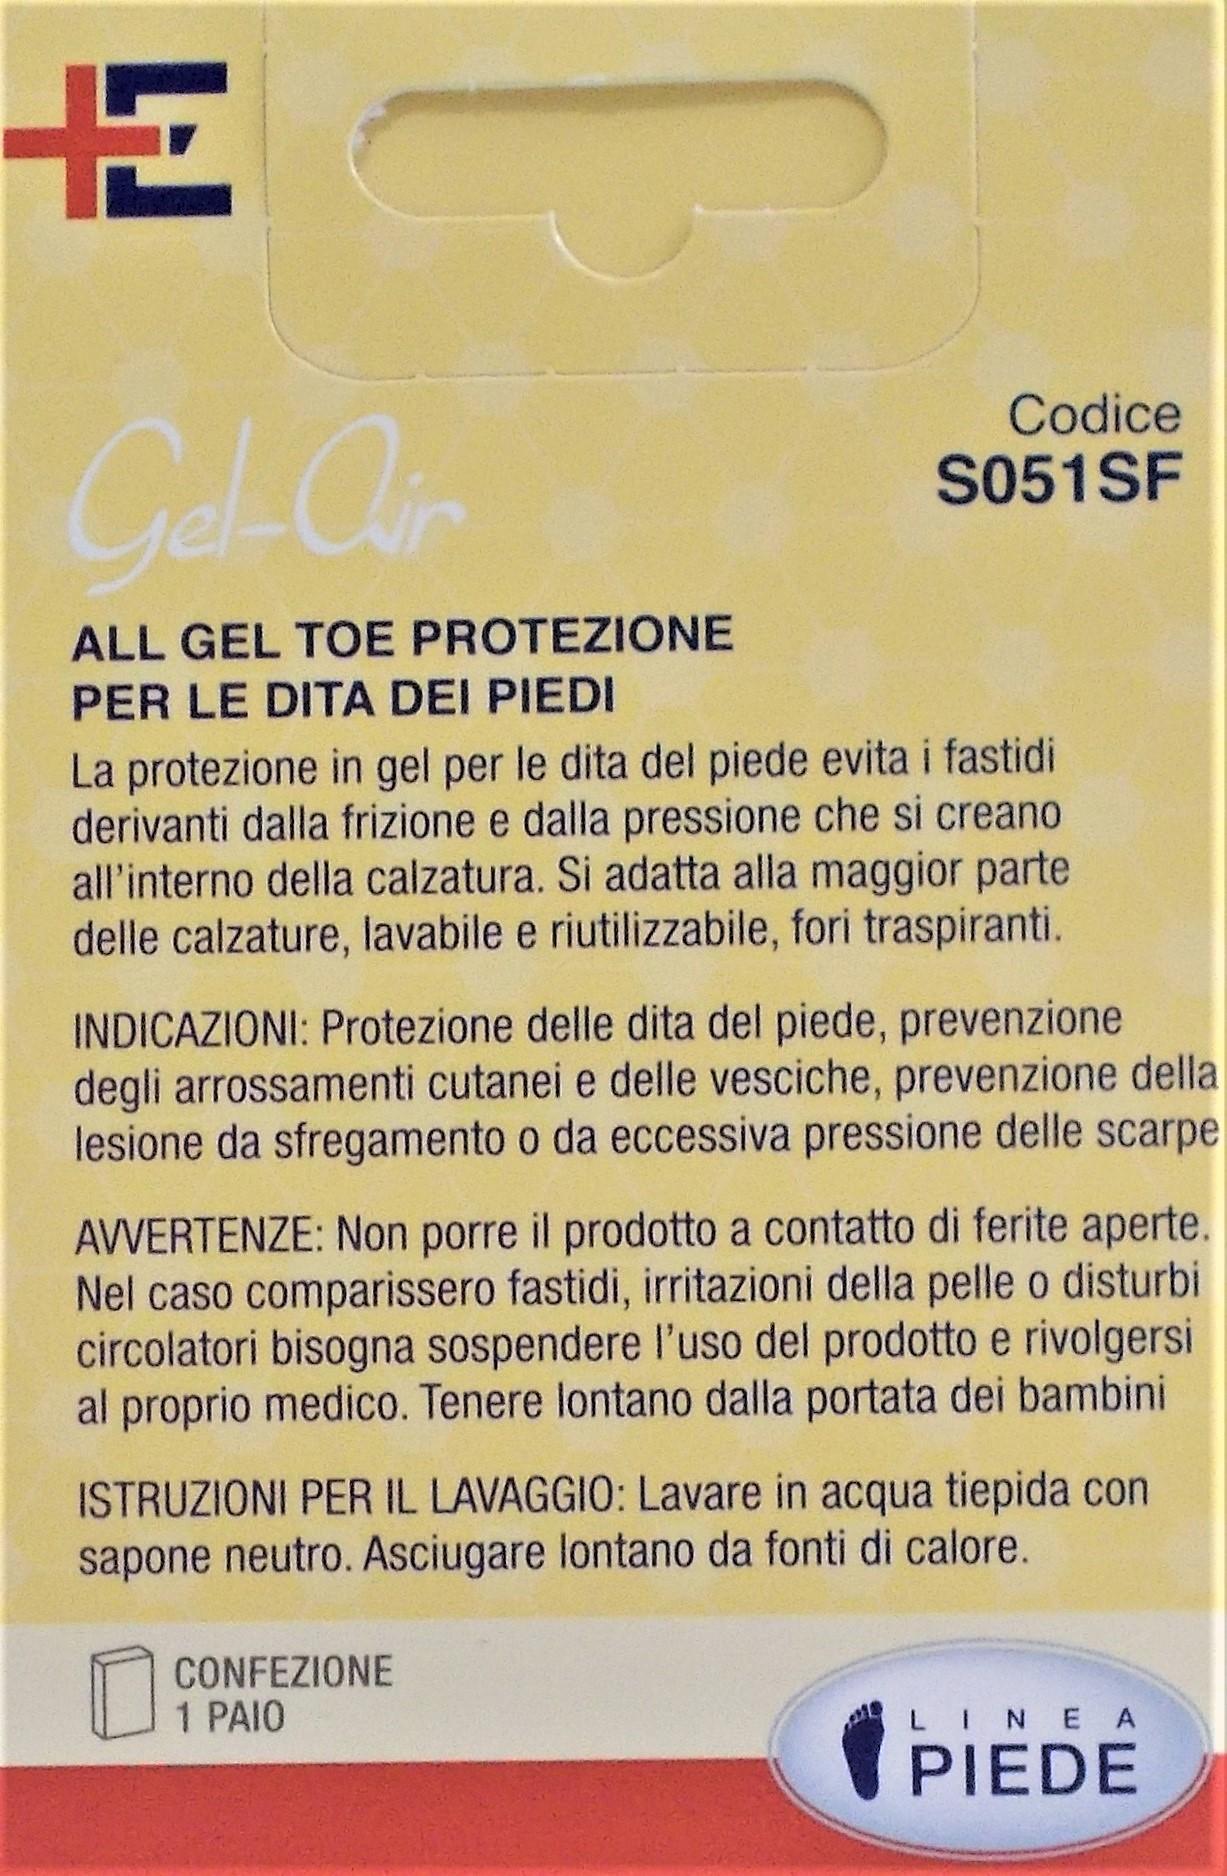 +E
Codice
S051SF
Gel-Air
ALL GEL TOE PROTEZIONE
PER LE DITA DEI PIEDI
La protezione in gel per le dita del piede evita i fastidi
derivanti dalla frizione e dalla pressione che si creano
all'interno della calzatura. Si adatta alla maggior parte
delle calzature, lavabile e riutilizzabile, fori traspiranti.
INDICAZIONI: Protezione delle dita del piede, prevenzione
degli arrossamenti cutanei e delle vesciche, prevenzione della
lesione da sfregamento o da eccessiva pressione delle scarpe
AVVERTENZE: Non porre il prodotto a contatto di ferite aperte.
Nel caso comparissero fastidi, irritazioni della pelle o disturbi
circolatori bisogna sospendere l'uso del prodotto e rivolgersi
al proprio medico. Tenere lontano dalla portata dei bambini
ISTRUZIONI PER IL LAVAGGIO: Lavare in acqua tiepida con
sapone neutro. Asciugare lontano da fonti di calore.
CONFEZIONE
1 PAIO
LINEA
PIEDE